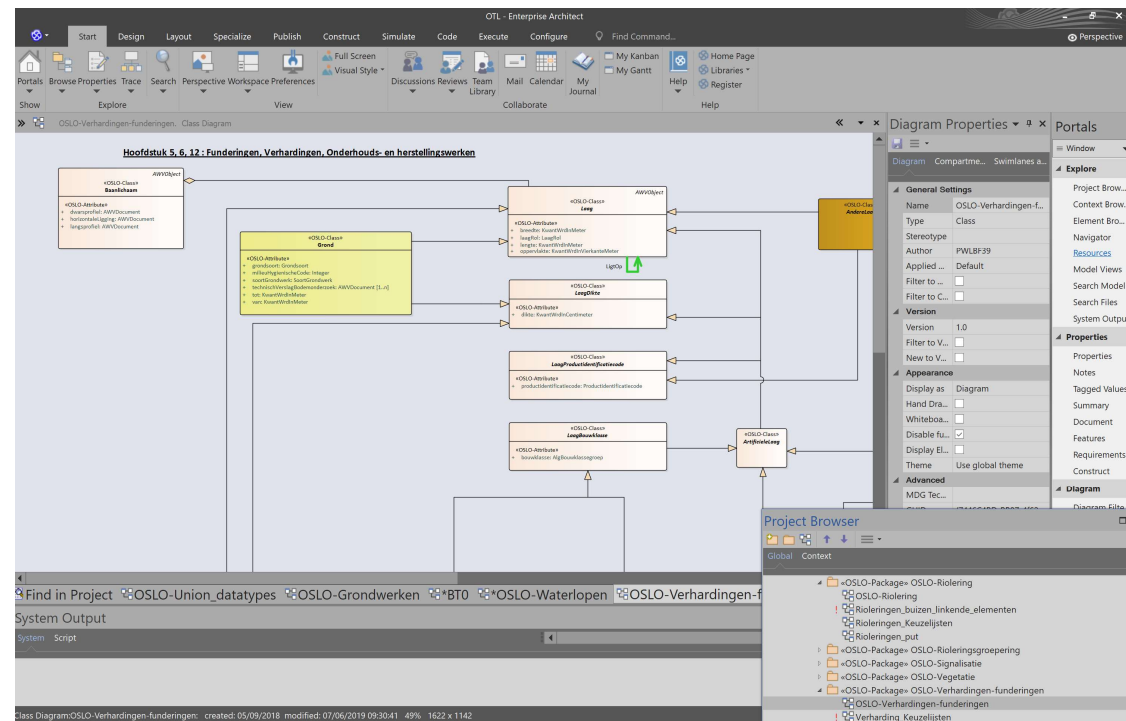 OTL - Enterprise Architect
Start Design Layout Specialize Publish Construct Simulate Code Execute Configure Find Command... Perspective
Full Screen
Visual Style
My Kanban
My Gantt
Home Page
Libraries
Register
Portals Browse Properties Trace Search Perspective Workspace Preferences Discussions Reviews Team Library Mail Calendar My Journal Help
Show Explore View Collaborate Help
OSLO-Verhardingen-funderingen. Class Diagram
Hoofdstuk 5, 6, 12 : Funderingen, Verhardingen, Onderhouds- en herstellingswerken
AWVObject
«OSLO-Class»
Baanlichaam
«OSLO-Attribute»
+ dwarsprofiel: AWVDocument
+ horizontaleLigging: AWVDocument
+ langsprofiel: AWVDocument
«OSLO-Class»
Grond
«OSLO-Attribute»
+ grondsoort: Grondsoort
+ milieuHygienischeCode: Integer
+ soortGrondwerk: SoortGrondwerk
+ technischVerslagBodemonderzoek: AWVDocument [1..n]
+ tot: KwantWrdInMeter
+ van: KwantWrdInMeter
AWVObject
«OSLO-Class»
Laag
«OSLO-Attribute»
+ breedte: KwantWrdInMeter
+ laagRol: LaagRol
+ lengte: KwantWrdInMeter
+ oppervlakte: KwantWrdInVierkanteMeter
LigtOp
«OSLO-Class»
LaagDikte
«OSLO-Attribute»
+ dikte: KwantWrdInCentimeter
«OSLO-Class»
LaagProductidentificatiecode
«OSLO-Attribute»
+ productidentificatiecode: ProductIdentificatiecode
«OSLO-Class»
LaagBouwklasse
«OSLO-Attribute»
+ bouwklasse: AlgBouwklassegroep
«OSLO-Class»
ArtificieleLaag
«OSLO-Clas
AndereLaa
Diagram Properties
Diagram Compartme... Swimlanes a...
General Settings
Name OSLO-Verhardingen-f...
Type Class
Stereotype
Author PWLBF39
Applied ... Default
Filter to ...
Filter to C...
Version
Version 1.0
Filter to V...
New to V...
Appearance
Display as Diagram
Hand Dra...
Whiteboa...
Disable fu...
Display El...
Theme Use global theme
Advanced
MDG Tec...
Portals
Window
Explore
Project Brow...
Context Brow.
Element Bro...
Navigator
Resources
Model Views
Search Model
Search Files
System Outpu
Properties
Properties
Notes
Tagged Values
Summary
Document
Features
Requirements
Construct
Diagram
Diagram Filte
Project Browser
Global Context
«OSLO-Package» OSLO-Riolering
OSLO-Riolering
! Rioleringen_buizen_linkende_elementen
Rioleringen_Keuzelijsten
Rioleringen_put
«OSLO-Package» OSLO-Rioleringsgroepering
«OSLO-Package» OSLO-Signalisatie
«OSLO-Package» OSLO-Vegetatie
«OSLO-Package» OSLO-Verhardingen-funderingen
OSLO-Verhardingen-funderingen
! Verharding_Keuzelijsten
Find in Project OSLO-Union_datatypes OSLO-Grondwerken *BT0 *OSLO-Waterlopen OSLO-Verhardingen-f
System Output
System Script
Class Diagram:OSLO-Verhardingen-funderingen: created: 05/09/2018 modified: 07/06/2019 09:30:41 49% 1622 x 1142